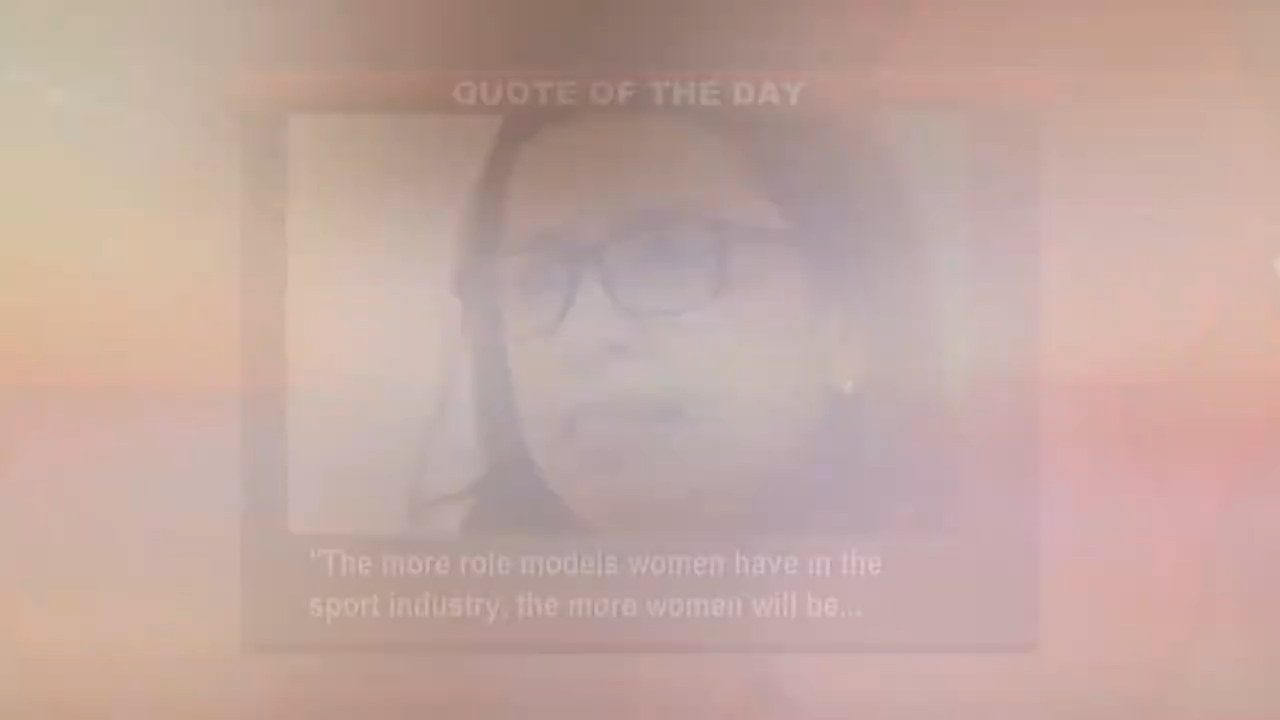 QUOTE OF THE DAY
"The more role models women have in the
sport industry, the more women will be...